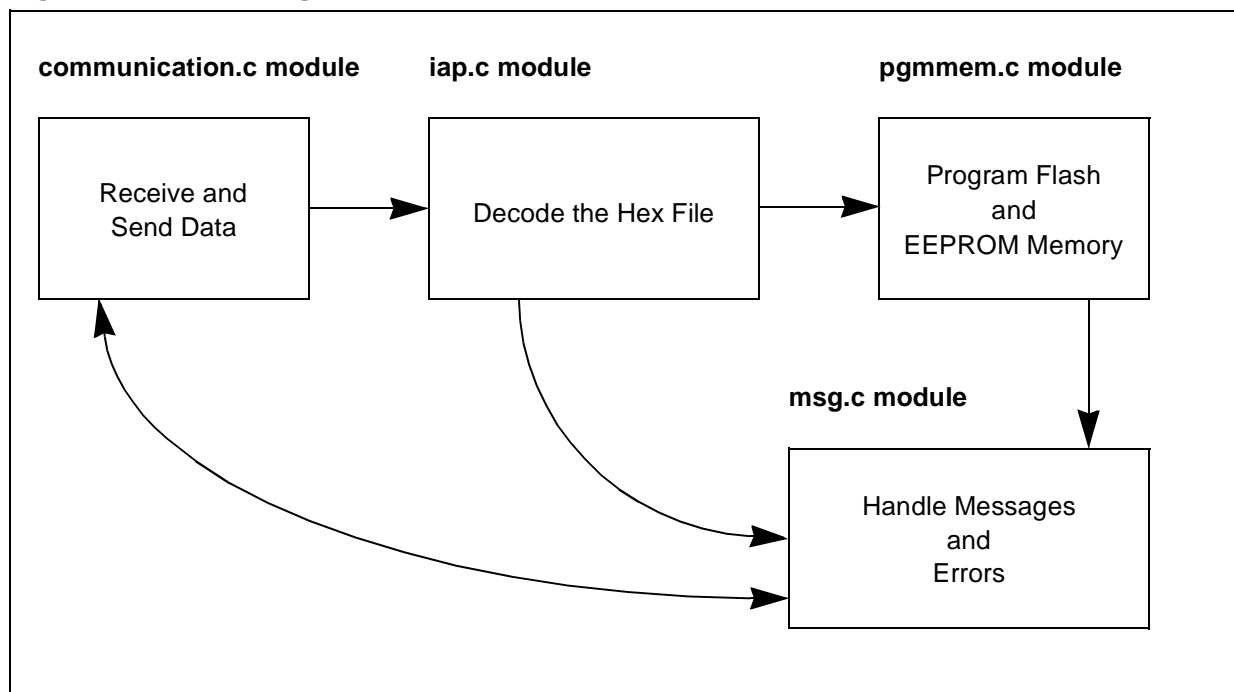 communication.c module
iap.c module
pgmmem.c module
Receive and
Send Data
Decode the Hex File
Program Flash
and
EEPROM Memory
msg.c module
Handle Messages
and
Errors